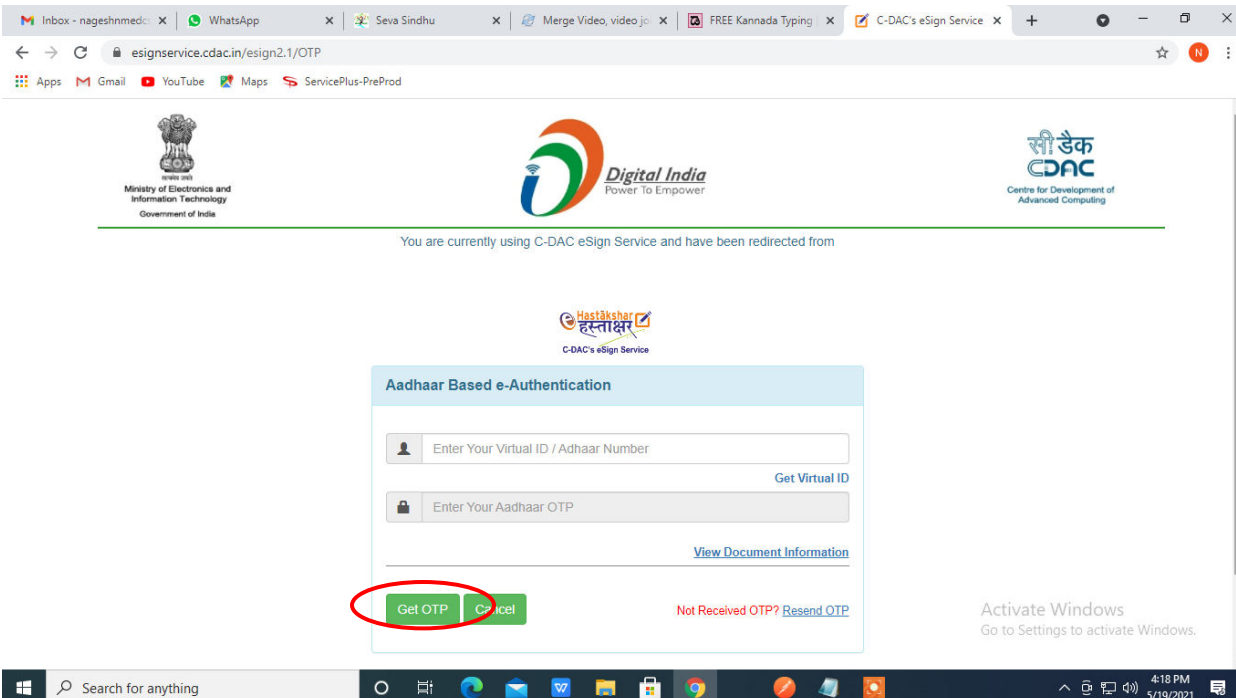 Inbox - nageshnmedc
WhatsApp
Seva Sindhu
Merge Video, video jo
FREE Kannada Typing
C-DAC's eSign Service
esignservice.cdac.in/esign2.1/OTP
N
Apps
Gmail
YouTube
Maps
ServicePlus-PreProd
सत्यमेव जयते
Ministry of Electronics and
Information Technology
Government of India
Digital India
Power To Empower
सी डैक
CDAC
Centre for Development of
Advanced Computing
You are currently using C-DAC eSign Service and have been redirected from
e Hastākshar
हस्ताक्षर
C-DAC's eSign Service
Aadhaar Based e-Authentication
Enter Your Virtual ID / Adhaar Number
Get Virtual ID
Enter Your Aadhaar OTP
View Document Information
Get OTP
Cancel
Not Received OTP? Resend OTP
Activate Windows
Go to Settings to activate Windows.
Search for anything
4:18 PM
5/19/2021